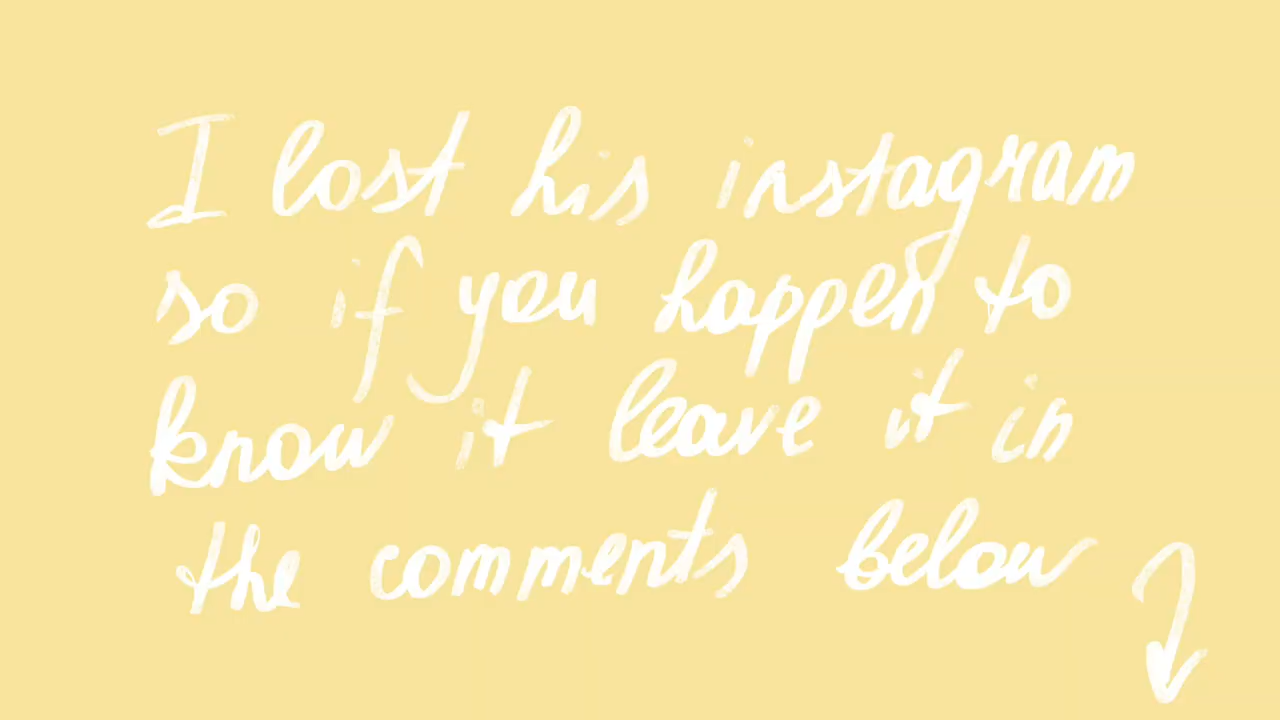 I lost his instagram
so if you happen to
know it leave it in
the comments below